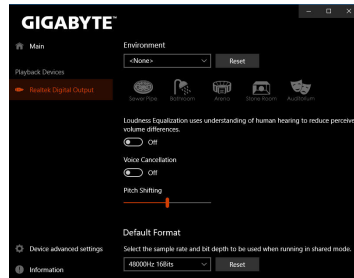 GIGABYTE™
Main
Environment
<None>
Reset
Playback Devices
Realtek Digital Output
Sewer Pipe
Bathroom
Arena
Stone Room
Auditorium
Loudness Equalization uses understanding of human hearing to reduce perceive
volume differences.
Off
Voice Cancellation
Off
Pitch Shifting
Default Format
Device advanced settings
Select the sample rate and bit depth to be used when running in shared mode.
48000Hz 16Bits
Reset
Information